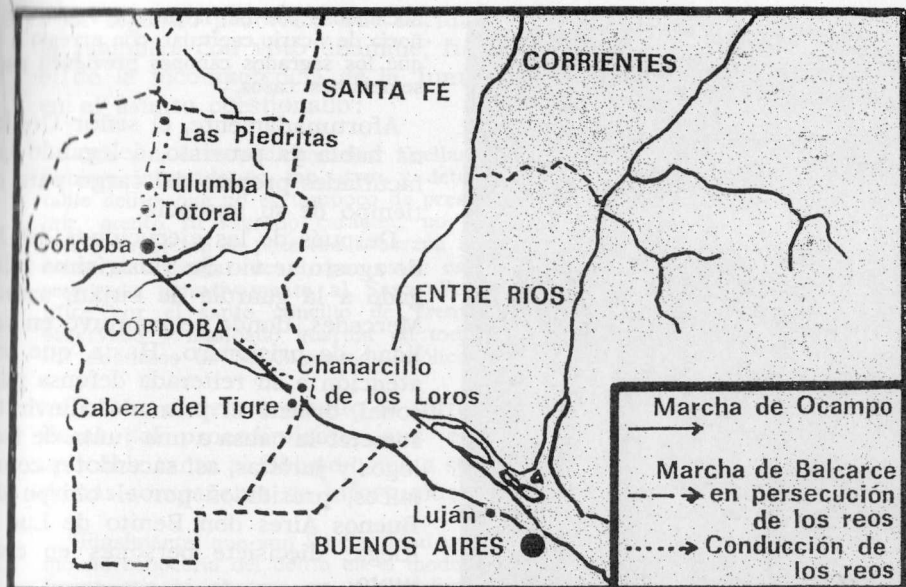 CORRIENTES
SANTA FE
Las Piedritas
Tulumba
Totoral
Córdoba
ENTRE RÍOS
CÓRDOBA
Chañarcillo
de los Loros
Cabeza del Tigre
Luján
BUENOS AIRES
Marcha de Ocampo
Marcha de Balcarce
en persecución
de los reos
Conducción de
los reos